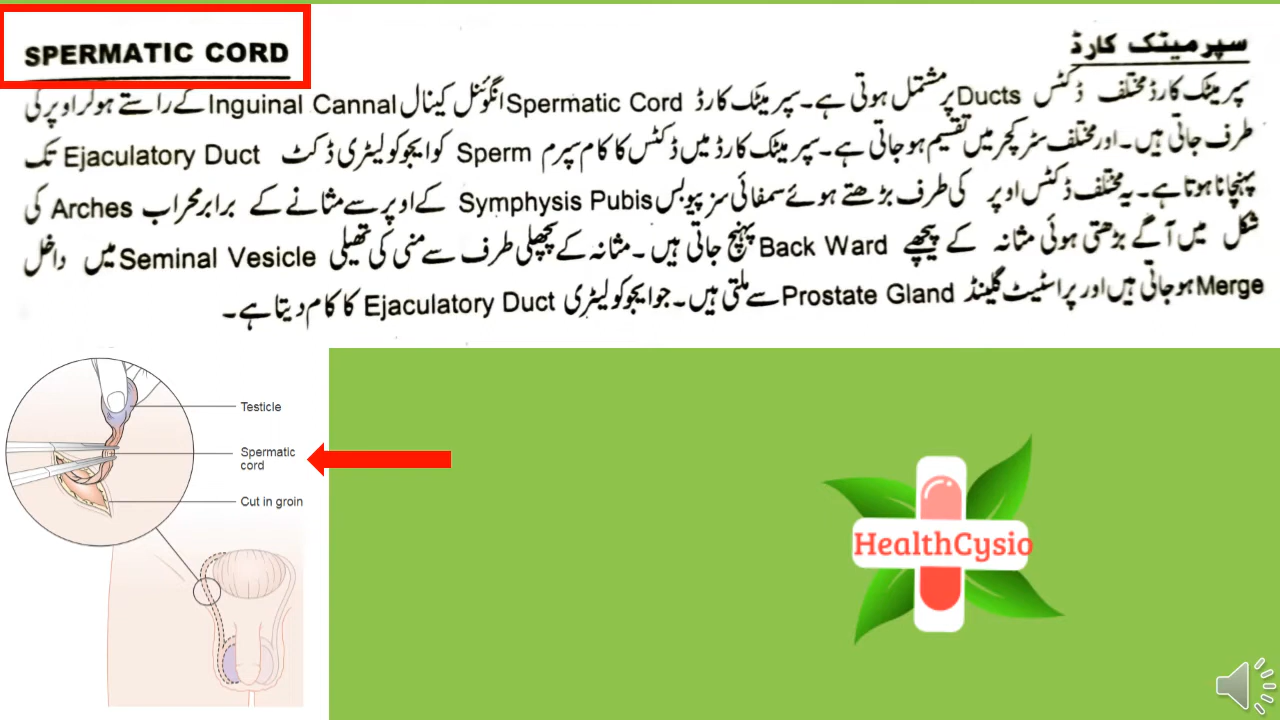 SPERMATIC CORD
سپرمیٹک کارڈ
سپرمیٹک کارڈ مختلف ڈکٹس Ducts پر مشتمل ہوتی ہے۔ سپرمیٹک کارڈ Spermatic Cord انگوئنل کینال Inguinal Cannal کے راستے ہو کر اوپر کی
طرف جاتی ہیں۔ اور مختلف سٹرکچر میں تقسیم ہو جاتی ہے۔ سپرمیٹک کارڈ میں ڈکٹس کا کام سپرم Sperm کو ایجوکولیٹری ڈکٹ Ejaculatory Duct تک
پہنچانا ہوتا ہے۔ یہ مختلف ڈکٹس اوپر کی طرف بڑھتے ہوئے سمفائی سز پیوبس Symphysis Pubis کے اوپر سے مثانے کے برابر محراب Arches کی
شکل میں آگے بڑھتی ہوئی مثانہ کے پیچھے Back Ward پہنچ جاتی ہیں۔ مثانہ کے پچھلی طرف سے منی کی تھیلی Seminal Vesicle میں داخل
Merge ہو جاتی ہیں اور پراسٹیٹ گلینڈ Prostate Gland سے ملتی ہیں۔ جو ایجوکولیٹری Ejaculatory Duct کا کام دیتا ہے۔
Testicle
Spermatic
cord
Cut in groin
HealthCysio